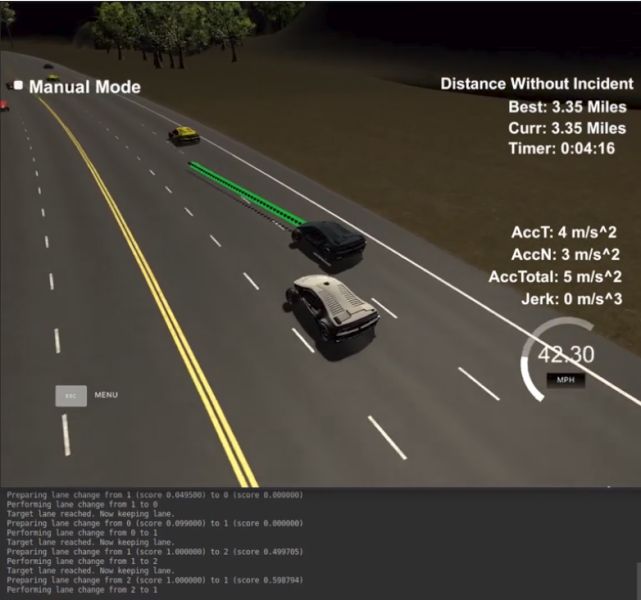 Manual Mode
Distance Without Incident
Best: 3.35 Miles
Curr: 3.35 Miles
Timer: 0:04:16
AccT: 4 m/s^2
AccN: 3 m/s^2
AccTotal: 5 m/s^2
Jerk: 0 m/s^3
42.30
MPH
ESC MENU
Preparing lane change from 1 (score 0.049500) to 0 (score 0.000000)
Performing lane change from 1 to 0
Target lane reached. Now keeping lane.
Preparing lane change from 0 (score 0.099000) to 1 (score 0.000000)
Performing lane change from 0 to 1
Target lane reached. Now keeping lane.
Preparing lane change from 1 (score 1.000000) to 2 (score 0.499705)
Performing lane change from 1 to 2
Target lane reached. Now keeping lane.
Preparing lane change from 2 (score 1.000000) to 1 (score 0.598794)
Performing lane change from 2 to 1